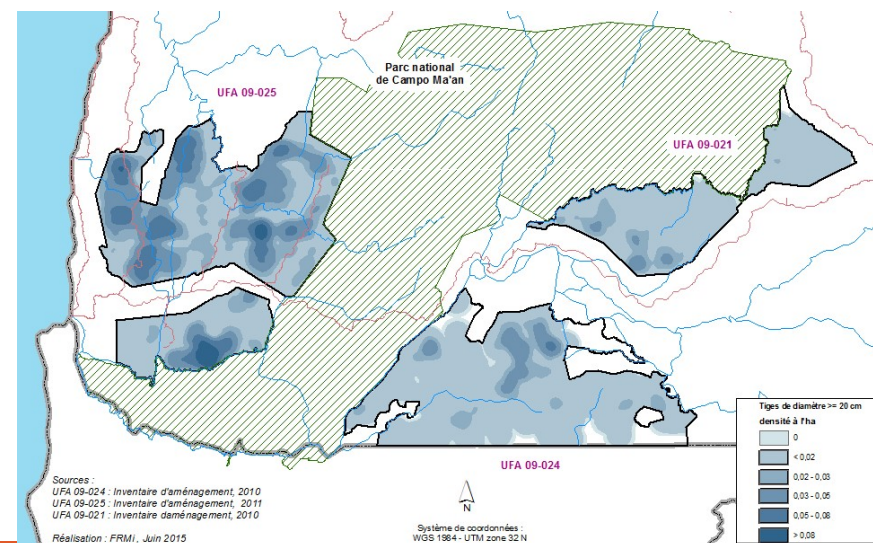 Parc national
de Campo Ma'an
UFA 09-025
UFA 09-021
UFA 09-024
Sources :
UFA 09-024 : Inventaire d'aménagement, 2010
UFA 09-025 : Inventaire d'aménagement, 2011
UFA 09-021 : Inventaire daménagement, 2010
Réalisation : FRMi , Juin 2015
N
Système de coordonnées :
WGS 1984 - UTM zone 32 N
Tiges de diamètre >= 20 cm
densité à l'ha
0
< 0,02
0,02 - 0,03
0,03 - 0,05
0,05 - 0,08
> 0,08